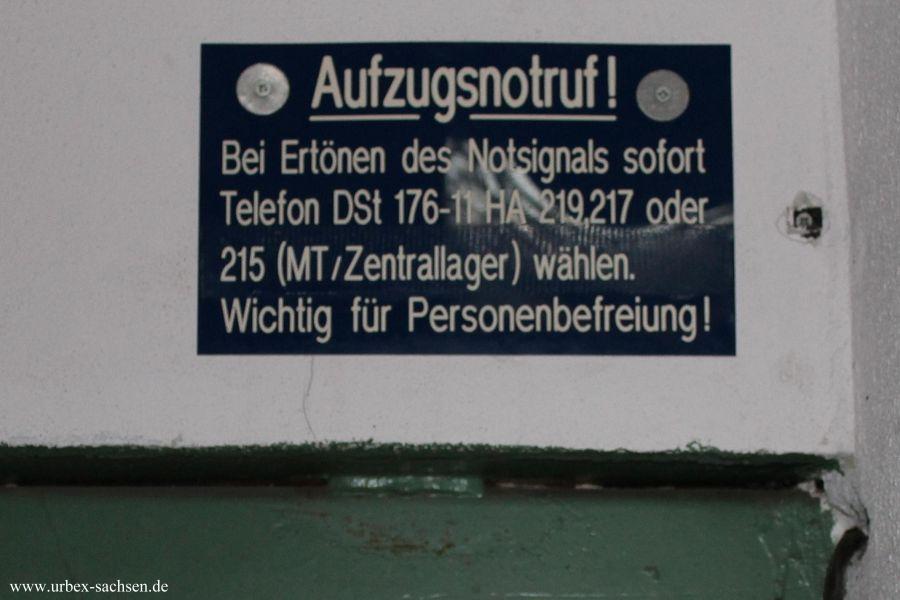 Aufzugsnotruf!
Bei Ertönen des Notsignals sofort
Telefon DSt 176-11 HA 219,217 oder
215 (MT/Zentrallager) wählen.
Wichtig für Personenbefreiung!
www.urbex-sachsen.de